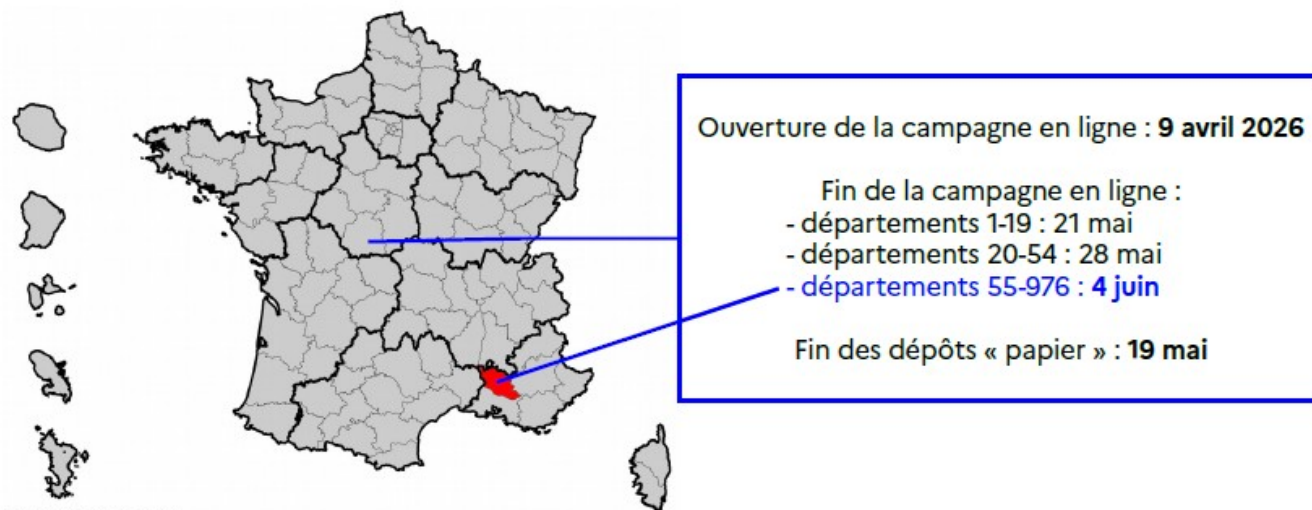 Ouverture de la campagne en ligne : 9 avril 2026
Fin de la campagne en ligne :
- départements 1-19 : 21 mai
- départements 20-54 : 28 mai
- départements 55-976 : 4 juin
Fin des dépôts « papier » : 19 mai